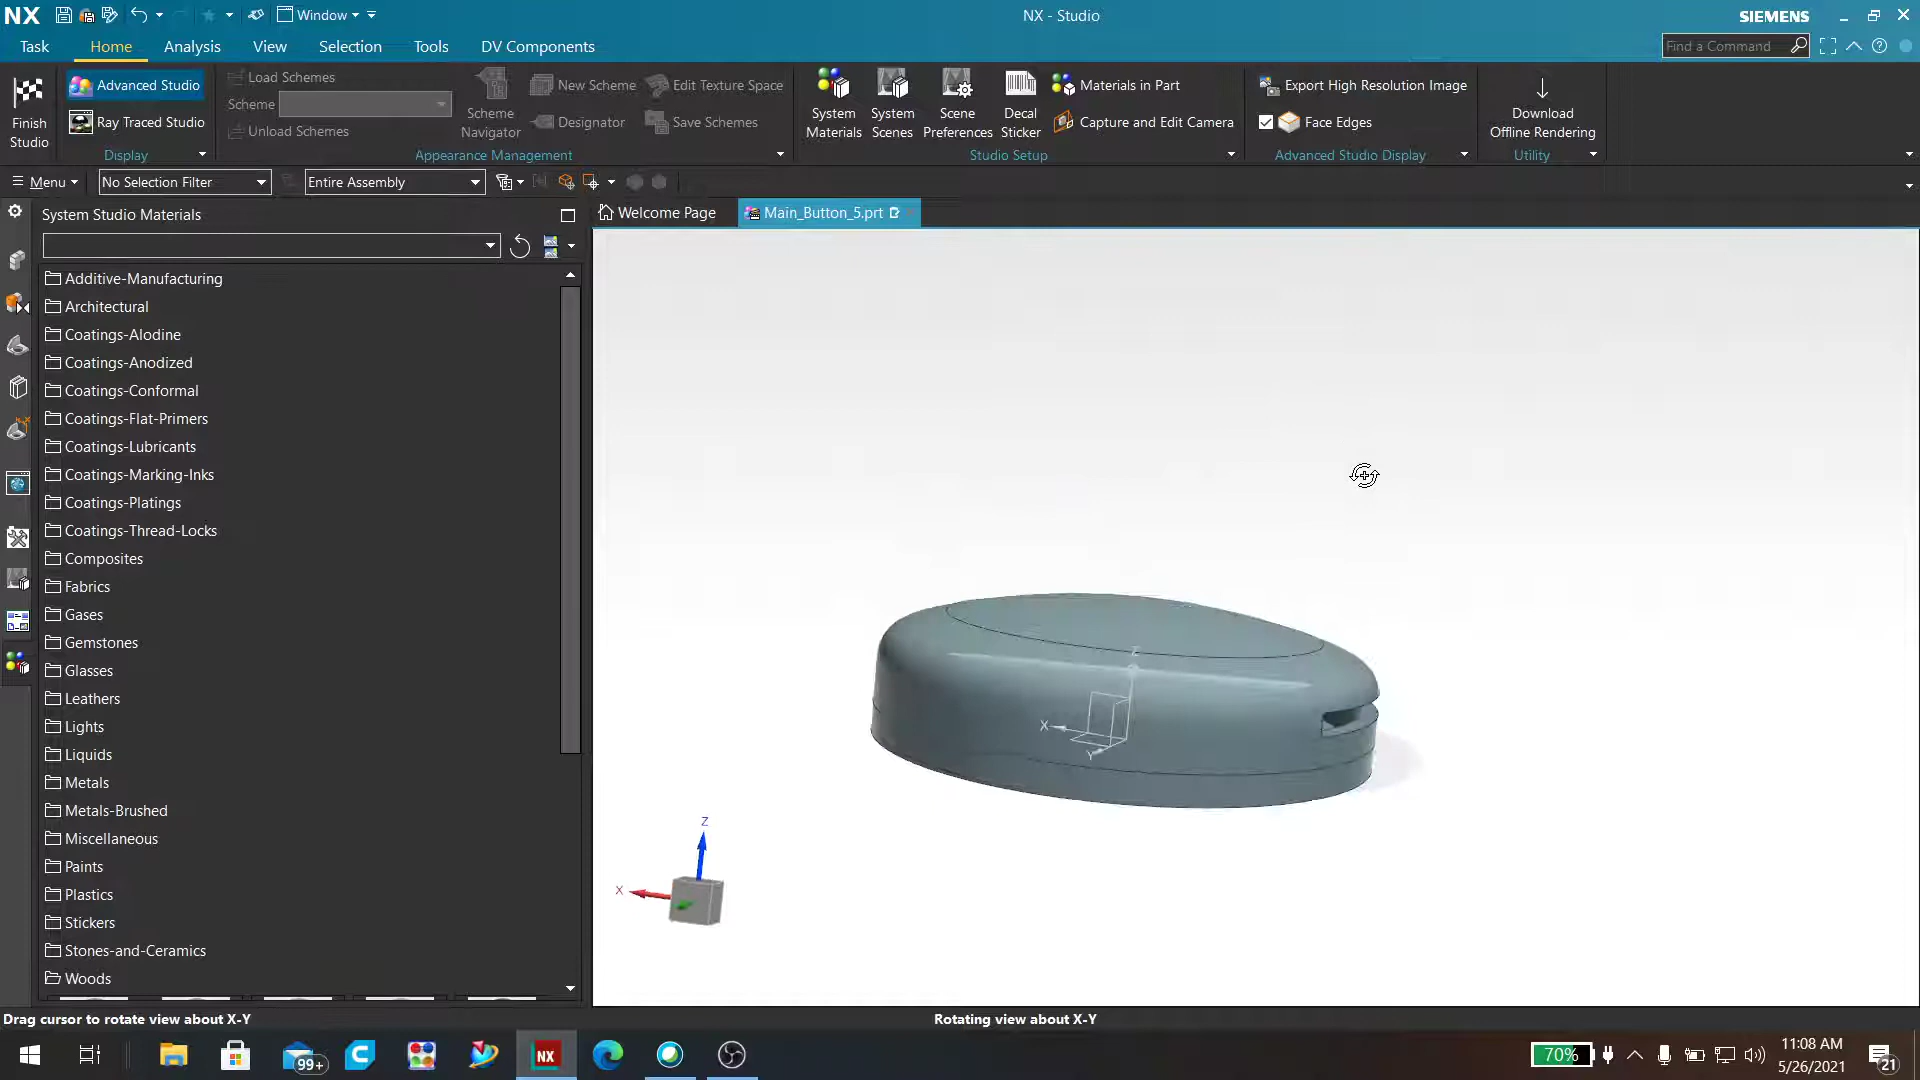 NX
Window
NX - Studio
SIEMENS
Task
Home
Analysis
View
Selection
Tools
DV Components
Find a Command
Finish
Studio
Advanced Studio
Ray Traced Studio
Display
Load Schemes
Scheme
Unload Schemes
Scheme
Navigator
New Scheme
Designator
Edit Texture Space
Save Schemes
Appearance Management
System
Materials
System
Scenes
Scene
Preferences
Decal
Sticker
Materials in Part
Capture and Edit Camera
Studio Setup
Export High Resolution Image
Face Edges
Advanced Studio Display
Download
Offline Rendering
Utility
Menu
No Selection Filter
Entire Assembly
System Studio Materials
Welcome Page
Main_Button_5.prt
Additive-Manufacturing
Architectural
Coatings-Alodine
Coatings-Anodized
Coatings-Conformal
Coatings-Flat-Primers
Coatings-Lubricants
Coatings-Marking-Inks
Coatings-Platings
Coatings-Thread-Locks
Composites
Fabrics
Gases
Gemstones
Glasses
Leathers
Lights
Liquids
Metals
Metals-Brushed
Miscellaneous
Paints
Plastics
Stickers
Stones-and-Ceramics
Woods
Z
X
Y
Z
X
Drag cursor to rotate view about X-Y
Rotating view about X-Y
99+
NX
70%
11:08 AM
5/26/2021
21